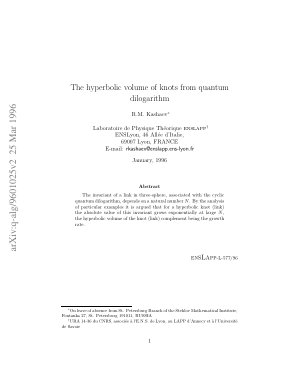 arXiv:q-alg/9601025v2 25 Mar 1996
The hyperbolic volume of knots from quantum
dilogarithm
R.M. Kashaev*
Laboratoire de Physique Théorique ENSLAPP†
ENSLyon, 46 Allée d'Italie,
69007 Lyon, FRANCE
E-mail: rkashaev@enslapp.ens-lyon.fr
January, 1996
Abstract
The invariant of a link in three-sphere, associated with the cyclic
quantum dilogarithm, depends on a natural number N. By the analysis
of particular examples it is argued that for a hyperbolic knot (link)
the absolute value of this invariant grows exponentially at large N,
the hyperbolic volume of the knot (link) complement being the growth
rate.
ENSLAPP-L-577/96
*On leave of absence from St. Petersburg Branch of the Steklov Mathematical Institute,
Fontanka 27, St. Petersburg 191011, RUSSIA
†URA 14-36 du CNRS, associée à l'E.N.S. de Lyon, au LAPP d'Annecy et à l'Université
de Savoie
1